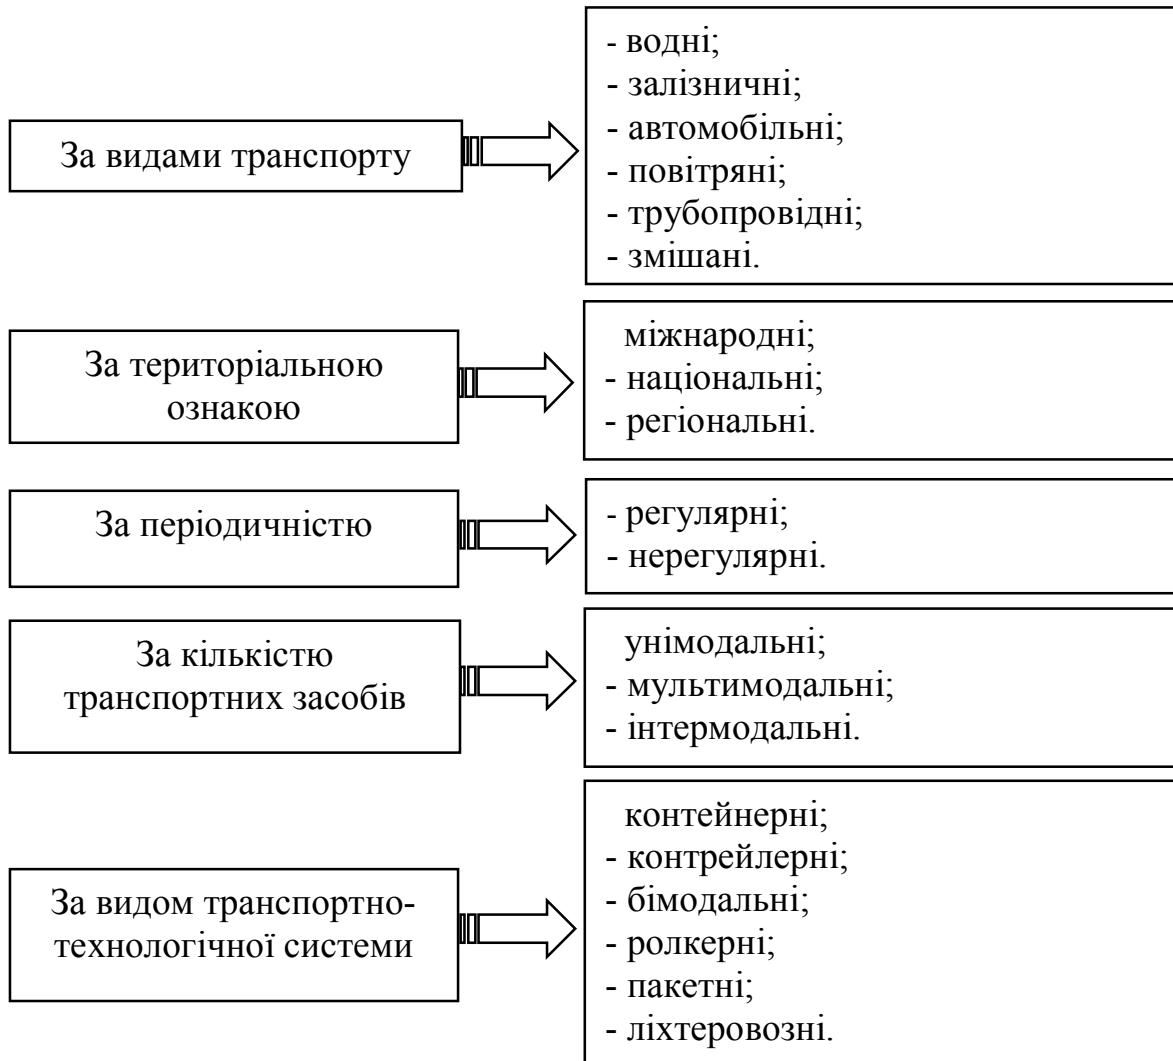 За видами транспорту
- водні;
- залізничні;
- автомобільні;
- повітряні;
- трубопровідні;
- змішані.
За територіальною
ознакою
міжнародні;
- національні;
- регіональні.
За періодичністю
- регулярні;
- нерегулярні.
За кількістю
транспортних засобів
унімодальні;
- мультимодальні;
- інтермодальні.
За видом транспортно-
технологічної системи
контейнерні;
- контрейлерні;
- бімодальні;
- ролкерні;
- пакетні;
- ліхтеровозні.